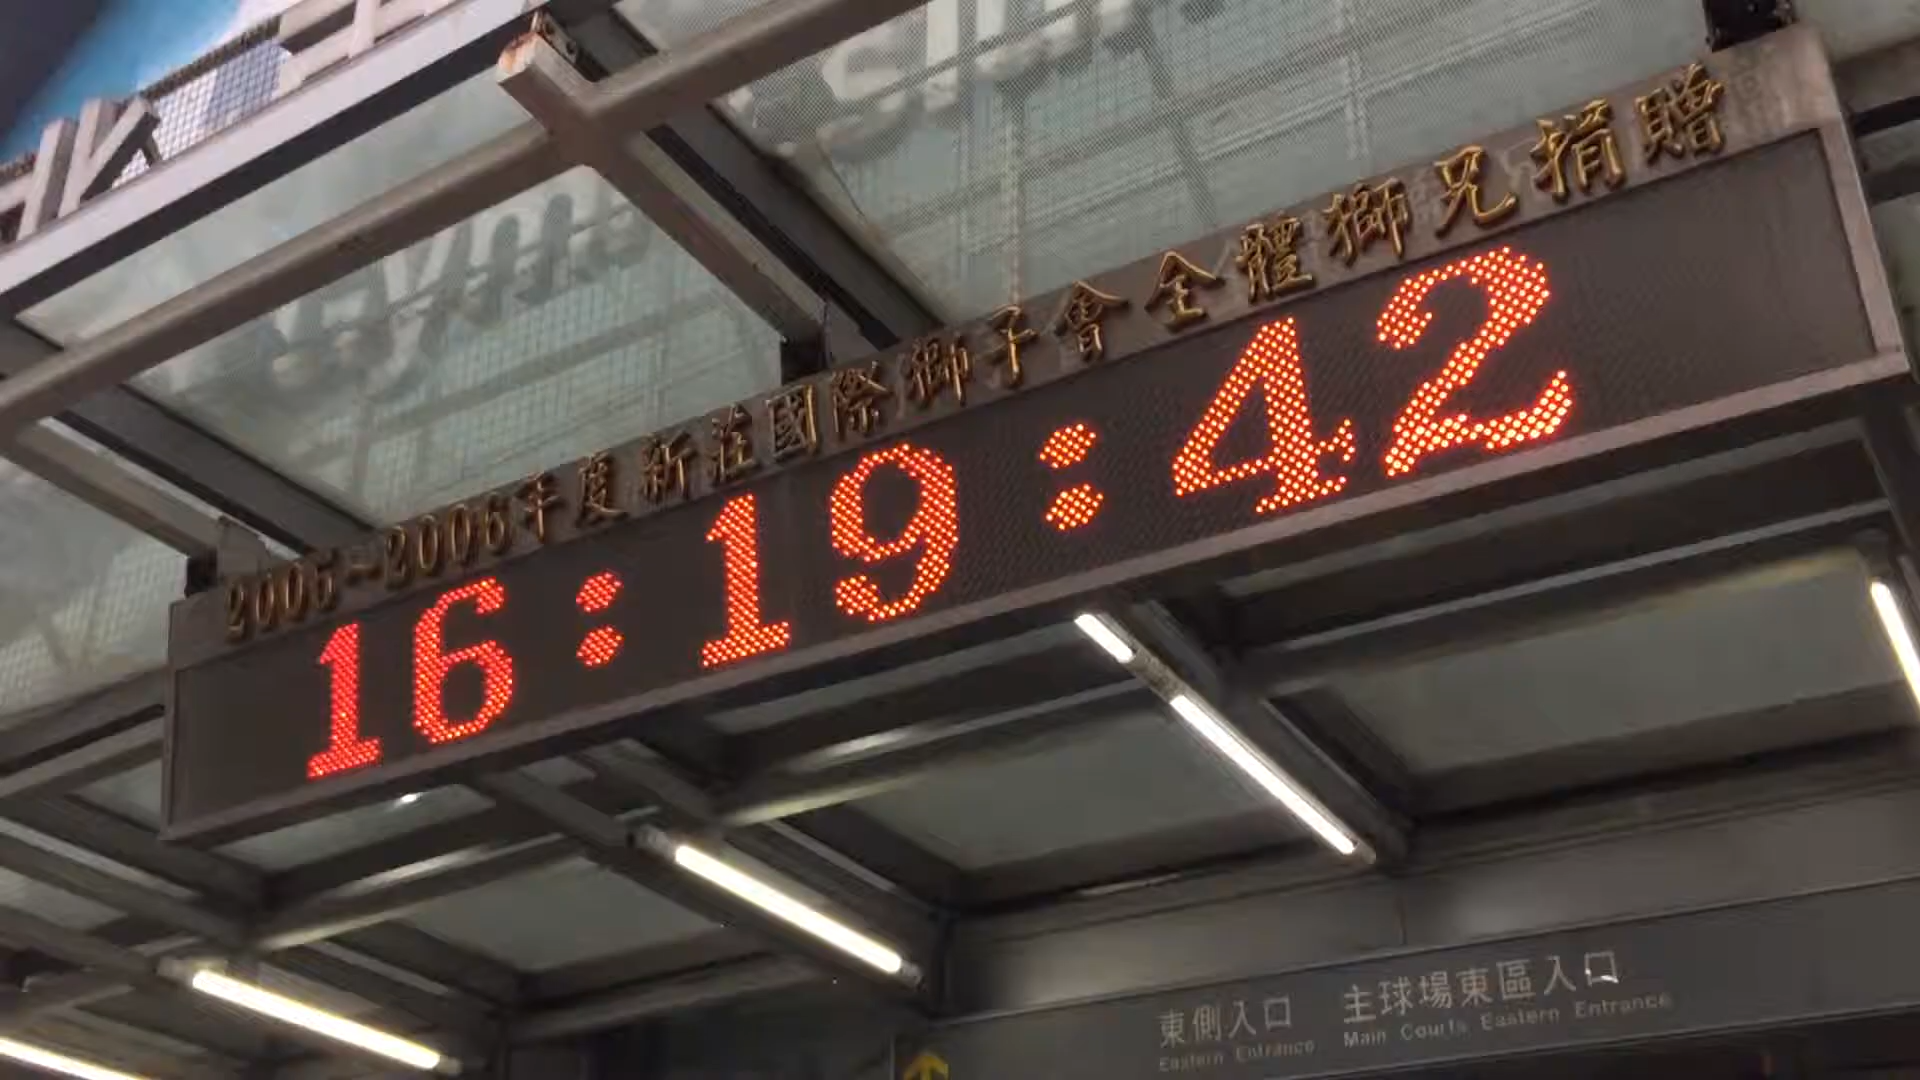 2005~2006年度新莊國際獅子會全體獅兄捐贈
16:19:42
東側入口
Eastern Entrance
主球場東區入口
Main Courts Eastern Entrance